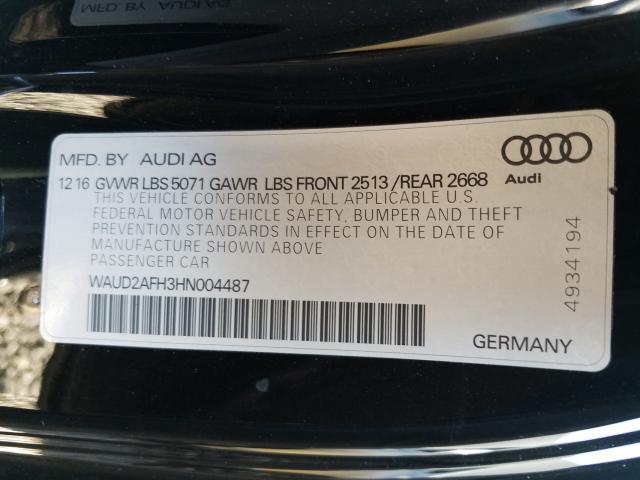 MFD. BY AUDI AG
12 16 GVWR LBS 5071 GAWR LBS FRONT 2513 /REAR 2668
Audi
THIS VEHICLE CONFORMS TO ALL APPLICABLE U.S.
FEDERAL MOTOR VEHICLE SAFETY, BUMPER AND THEFT
PREVENTION STANDARDS IN EFFECT ON THE DATE OF
MANUFACTURE SHOWN ABOVE
PASSENGER CAR
WAUD2AFH3HN004487
4934194
GERMANY